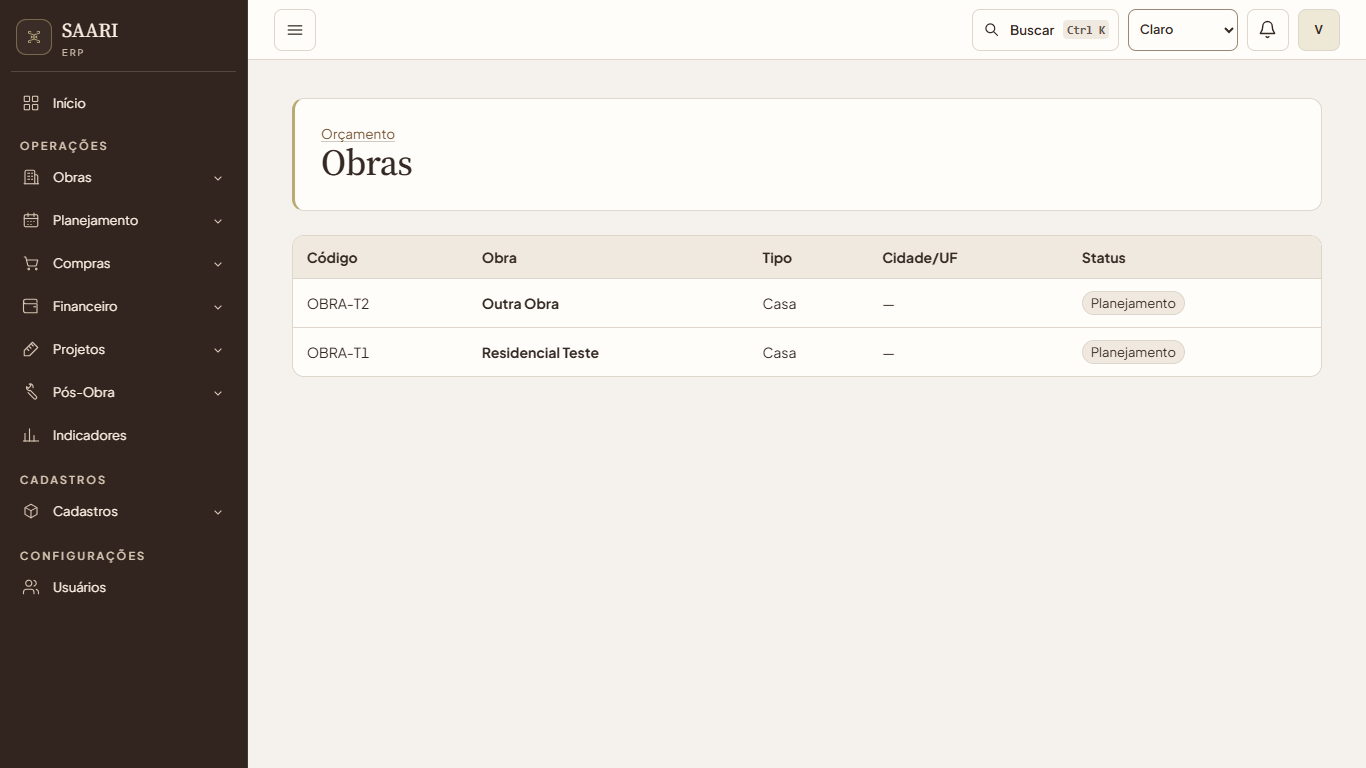 SAARI
ERP
Início
OPERAÇÕES
Obras
Planejamento
Compras
Financeiro
Projetos
Pós-Obra
Indicadores
CADASTROS
Cadastros
CONFIGURAÇÕES
Usuários
Buscar Ctrl K
Claro
V
Orçamento
Obras
Código Obra Tipo Cidade/UF Status
OBRA-T2 Outra Obra Casa — Planejamento
OBRA-T1 Residencial Teste Casa — Planejamento